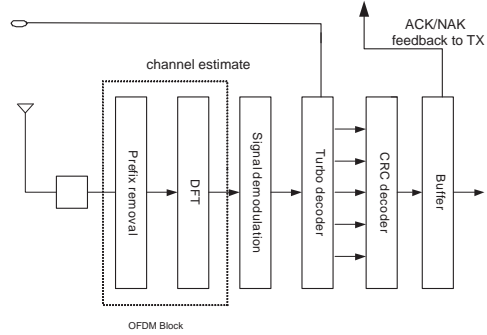 ACK/NAK
feedback to TX
channel estimate
Prefix removal
DFT
Signal demodulation
Turbo decoder
CRC decoder
Buffer
OFDM Block